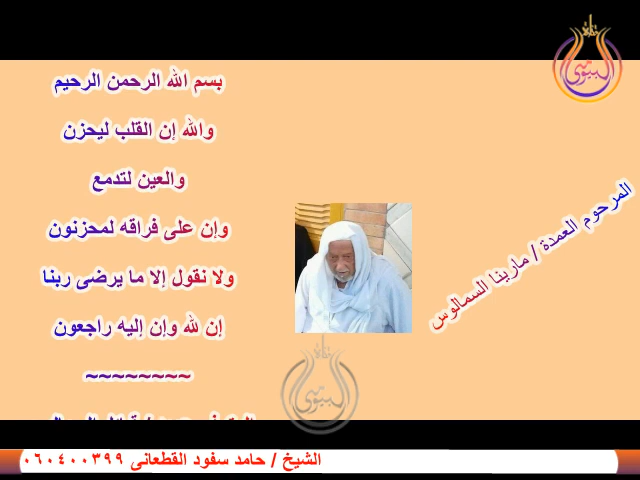 بسم الله الرحمن الرحيم
والله إن القلب ليحزن
والعين لتدمع
وإن على فراقه لمحزنون
ولا نقول إلا ما يرضى ربنا
إن لله وإن إليه راجعون
~~~~~~~~
المرحوم العمدة / مارينا السمالوس
الشيخ / حامد سفود القطعانى ٠٦٠٤٠٠٣٩٩